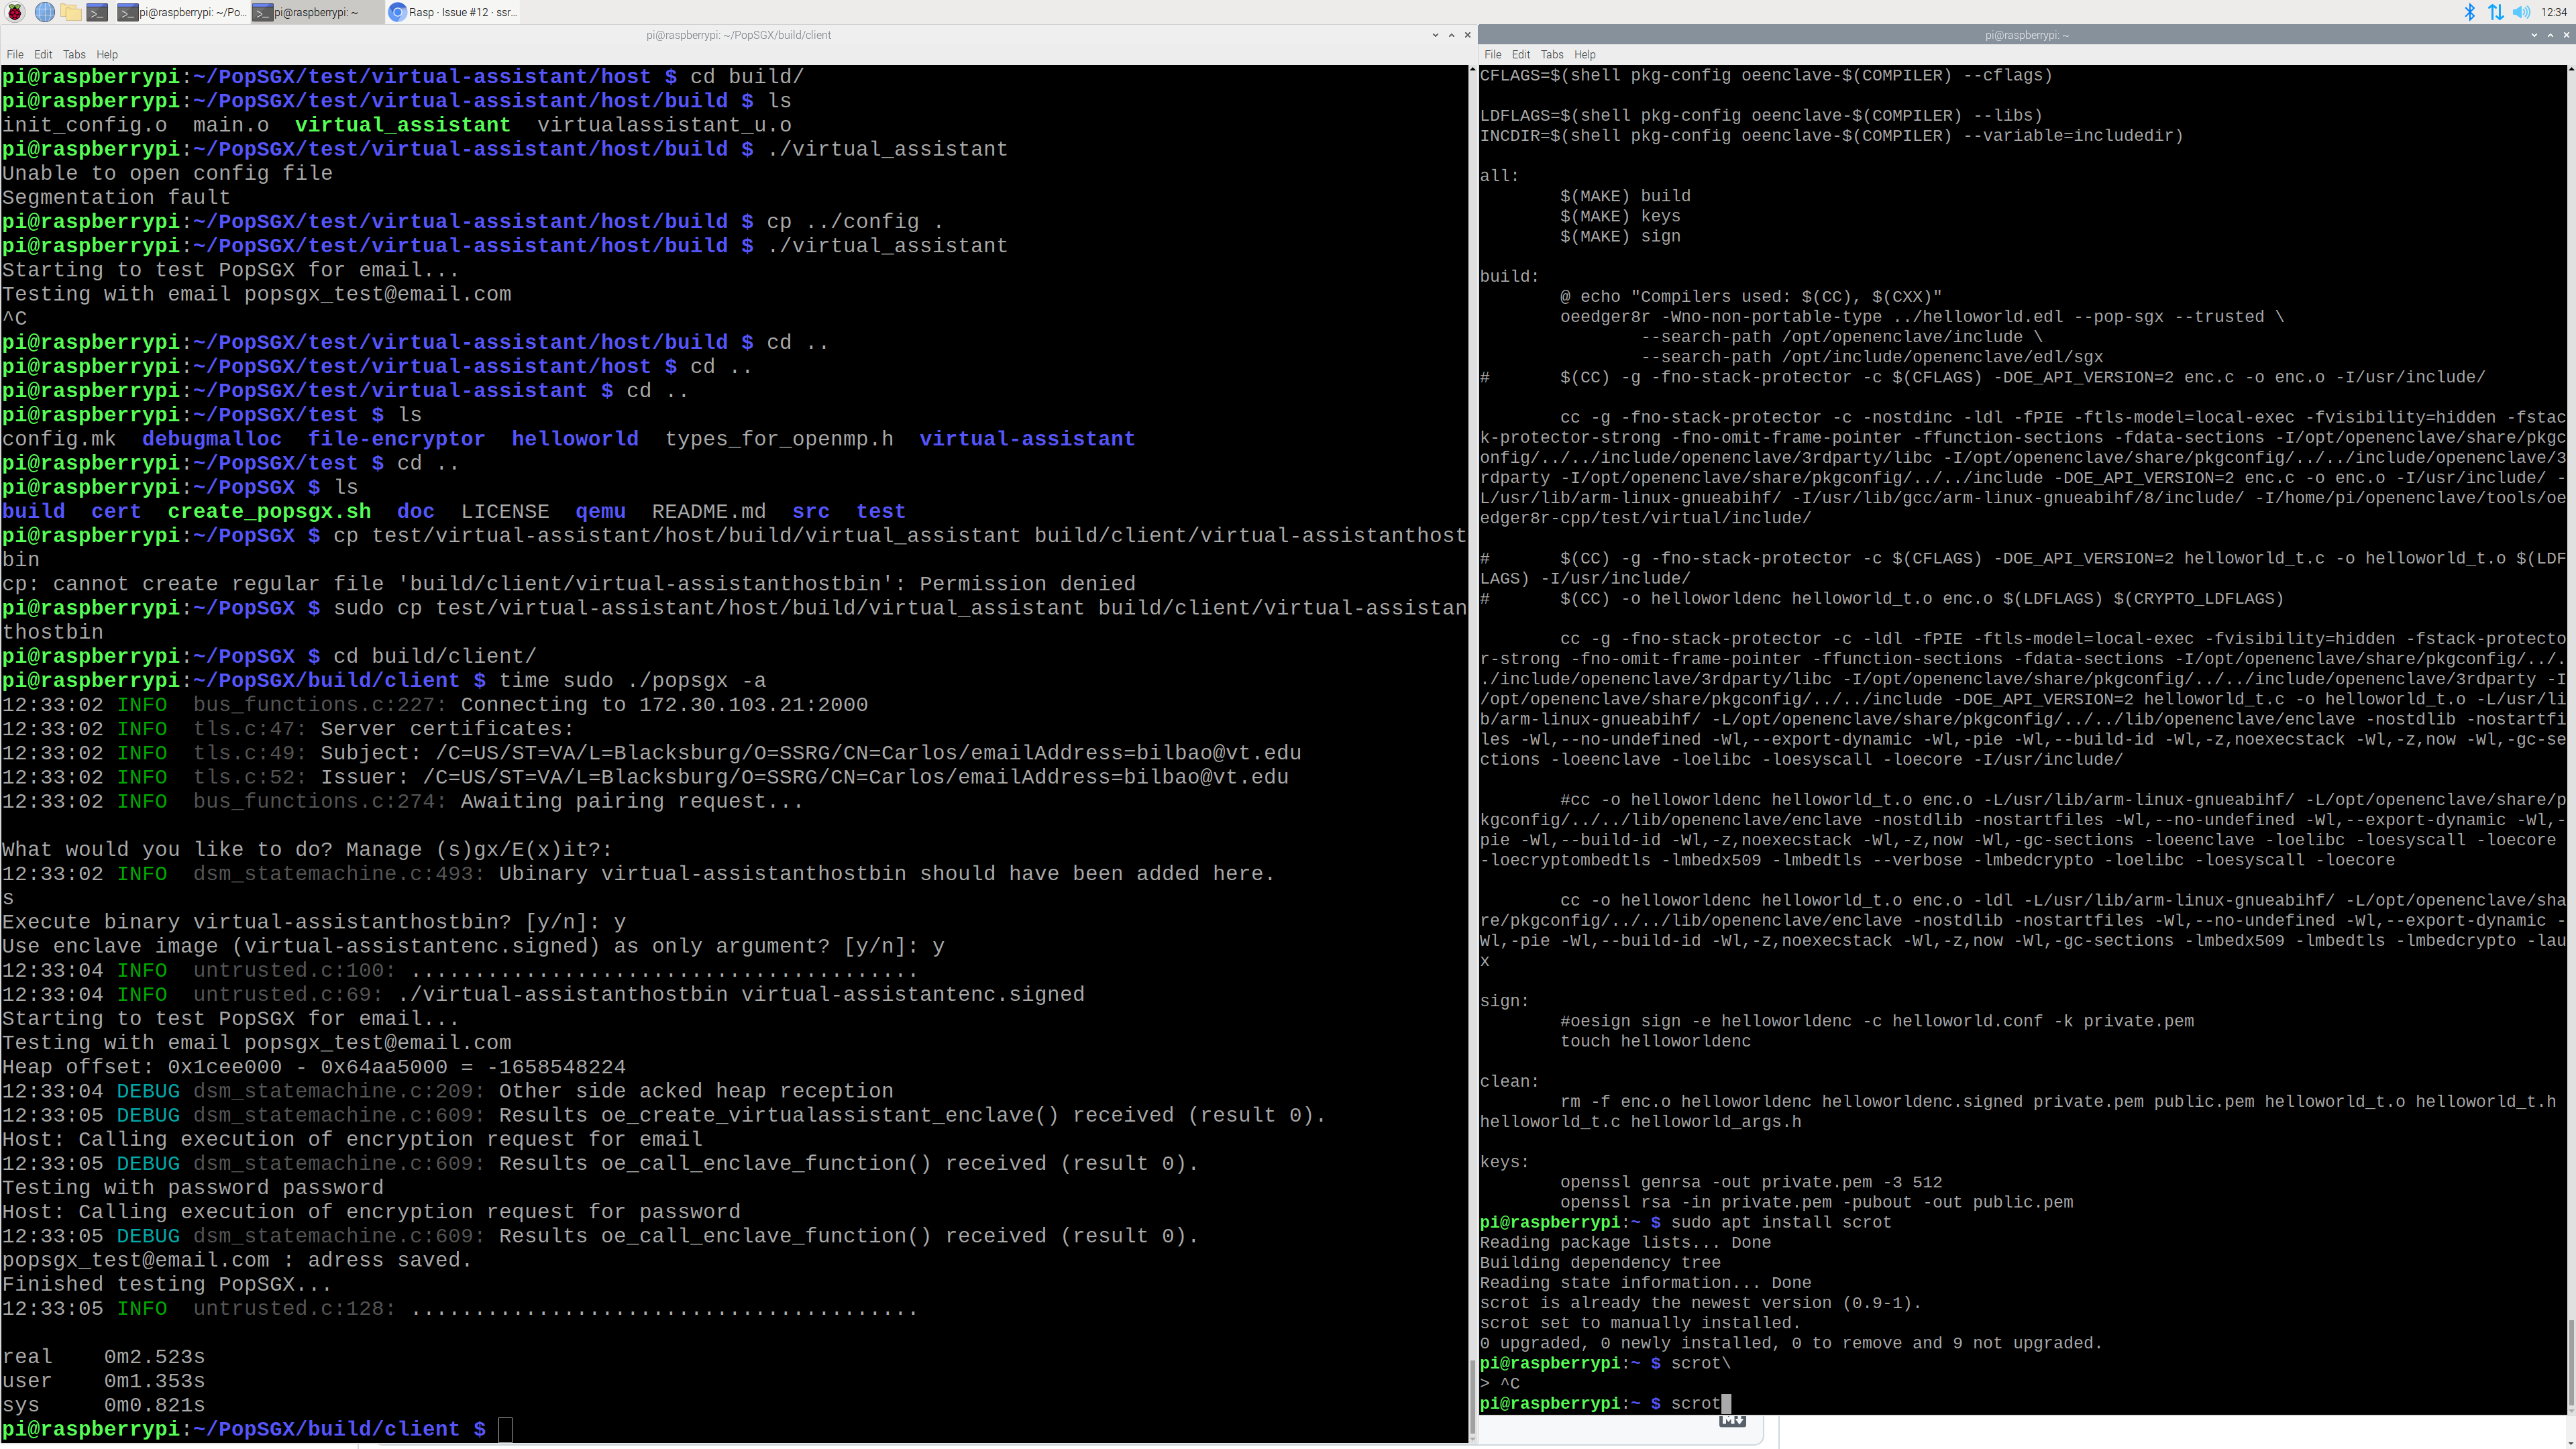 pi@raspberrypi: ~/Po...
pi@raspberrypi: ~
Rasp · Issue #12 · ssr...
12:34
pi@raspberrypi: ~/PopSGX/build/client
File Edit Tabs Help
pi@raspberrypi:~/PopSGX/test/virtual-assistant/host $ cd build/
pi@raspberrypi:~/PopSGX/test/virtual-assistant/host/build $ ls
init_config.o  main.o  virtual_assistant  virtualassistant_u.o
pi@raspberrypi:~/PopSGX/test/virtual-assistant/host/build $ ./virtual_assistant
Unable to open config file
Segmentation fault
pi@raspberrypi:~/PopSGX/test/virtual-assistant/host/build $ cp ../config .
pi@raspberrypi:~/PopSGX/test/virtual-assistant/host/build $ ./virtual_assistant
Starting to test PopSGX for email...
Testing with email popsgx_test@email.com
^C
pi@raspberrypi:~/PopSGX/test/virtual-assistant/host/build $ cd ..
pi@raspberrypi:~/PopSGX/test/virtual-assistant/host $ cd ..
pi@raspberrypi:~/PopSGX/test/virtual-assistant $ cd ..
pi@raspberrypi:~/PopSGX/test $ ls
config.mk  debugmalloc  file-encryptor  helloworld  types_for_openmp.h  virtual-assistant
pi@raspberrypi:~/PopSGX/test $ cd ..
pi@raspberrypi:~/PopSGX $ ls
build  cert  create_popsgx.sh  doc  LICENSE  qemu  README.md  src  test
pi@raspberrypi:~/PopSGX $ cp test/virtual-assistant/host/build/virtual_assistant build/client/virtual-assistanthost
bin
cp: cannot create regular file 'build/client/virtual-assistanthostbin': Permission denied
pi@raspberrypi:~/PopSGX $ sudo cp test/virtual-assistant/host/build/virtual_assistant build/client/virtual-assistan
thostbin
pi@raspberrypi:~/PopSGX $ cd build/client/
pi@raspberrypi:~/PopSGX/build/client $ time sudo ./popsgx -a
12:33:02 INFO  bus_functions.c:227: Connecting to 172.30.103.21:2000
12:33:02 INFO  tls.c:47: Server certificates:
12:33:02 INFO  tls.c:49: Subject: /C=US/ST=VA/L=Blacksburg/O=SSRG/CN=Carlos/emailAddress=bilbao@vt.edu
12:33:02 INFO  tls.c:52: Issuer: /C=US/ST=VA/L=Blacksburg/O=SSRG/CN=Carlos/emailAddress=bilbao@vt.edu
12:33:02 INFO  bus_functions.c:274: Awaiting pairing request...
What would you like to do? Manage (s)gx/E(x)it?:
12:33:02 INFO  dsm_statemachine.c:493: Ubinary virtual-assistanthostbin should have been added here.
s
Execute binary virtual-assistanthostbin? [y/n]: y
Use enclave image (virtual-assistantenc.signed) as only argument? [y/n]: y
12:33:04 INFO  untrusted.c:100: ........................................
12:33:04 INFO  untrusted.c:69: ./virtual-assistanthostbin virtual-assistantenc.signed
Starting to test PopSGX for email...
Testing with email popsgx_test@email.com
Heap offset: 0x1cee000 - 0x64aa5000 = -1658548224
12:33:04 DEBUG dsm_statemachine.c:209: Other side acked heap reception
12:33:05 DEBUG dsm_statemachine.c:609: Results oe_create_virtualassistant_enclave() received (result 0).
Host: Calling execution of encryption request for email
12:33:05 DEBUG dsm_statemachine.c:609: Results oe_call_enclave_function() received (result 0).
Testing with password password
Host: Calling execution of encryption request for password
12:33:05 DEBUG dsm_statemachine.c:609: Results oe_call_enclave_function() received (result 0).
popsgx_test@email.com : adress saved.
Finished testing PopSGX...
12:33:05 INFO  untrusted.c:128: ........................................
real    0m2.523s
user    0m1.353s
sys     0m0.821s
pi@raspberrypi:~/PopSGX/build/client $
pi@raspberrypi: ~
File Edit Tabs Help
CFLAGS=$(shell pkg-config oeenclave-$(COMPILER) --cflags)
LDFLAGS=$(shell pkg-config oeenclave-$(COMPILER) --libs)
INCDIR=$(shell pkg-config oeenclave-$(COMPILER) --variable=includedir)
all:
        $(MAKE) build
        $(MAKE) keys
        $(MAKE) sign
build:
        @ echo "Compilers used: $(CC), $(CXX)"
        oeedger8r -Wno-non-portable-type ../helloworld.edl --pop-sgx --trusted \
                --search-path /opt/openenclave/include \
                --search-path /opt/include/openenclave/edl/sgx
#       $(CC) -g -fno-stack-protector -c $(CFLAGS) -DOE_API_VERSION=2 enc.c -o enc.o -I/usr/include/
        cc -g -fno-stack-protector -c -nostdinc -ldl -fPIE -ftls-model=local-exec -fvisibility=hidden -fstac
k-protector-strong -fno-omit-frame-pointer -ffunction-sections -fdata-sections -I/opt/openenclave/share/pkgc
onfig/../../include/openenclave/3rdparty/libc -I/opt/openenclave/share/pkgconfig/../../include/openenclave/3
rdparty -I/opt/openenclave/share/pkgconfig/../../include -DOE_API_VERSION=2 enc.c -o enc.o -I/usr/include/ -
L/usr/lib/arm-linux-gnueabihf/ -I/usr/lib/gcc/arm-linux-gnueabihf/8/include/ -I/home/pi/openenclave/tools/oe
edger8r-cpp/test/virtual/include/
#       $(CC) -g -fno-stack-protector -c $(CFLAGS) -DOE_API_VERSION=2 helloworld_t.c -o helloworld_t.o $(LDF
LAGS) -I/usr/include/
#       $(CC) -o helloworldenc helloworld_t.o enc.o $(LDFLAGS) $(CRYPTO_LDFLAGS)
        cc -g -fno-stack-protector -c -ldl -fPIE -ftls-model=local-exec -fvisibility=hidden -fstack-protecto
r-strong -fno-omit-frame-pointer -ffunction-sections -fdata-sections -I/opt/openenclave/share/pkgconfig/../.
./include/openenclave/3rdparty/libc -I/opt/openenclave/share/pkgconfig/../../include/openenclave/3rdparty -I
/opt/openenclave/share/pkgconfig/../../include -DOE_API_VERSION=2 helloworld_t.c -o helloworld_t.o -L/usr/li
b/arm-linux-gnueabihf/ -L/opt/openenclave/share/pkgconfig/../../lib/openenclave/enclave -nostdlib -nostartfi
les -Wl,--no-undefined -Wl,--export-dynamic -Wl,-pie -Wl,--build-id -Wl,-z,noexecstack -Wl,-z,now -Wl,-gc-se
ctions -loeenclave -loelibc -loesyscall -loecore -I/usr/include/
        #cc -o helloworldenc helloworld_t.o enc.o -L/usr/lib/arm-linux-gnueabihf/ -L/opt/openenclave/share/p
kgconfig/../../lib/openenclave/enclave -nostdlib -nostartfiles -Wl,--no-undefined -Wl,--export-dynamic -Wl,-
pie -Wl,--build-id -Wl,-z,noexecstack -Wl,-z,now -Wl,-gc-sections -loeenclave -loelibc -loesyscall -loecore
-loecryptombedtls -lmbedx509 -lmbedtls --verbose -lmbedcrypto -loelibc -loesyscall -loecore
        cc -o helloworldenc helloworld_t.o enc.o -ldl -L/usr/lib/arm-linux-gnueabihf/ -L/opt/openenclave/sha
re/pkgconfig/../../lib/openenclave/enclave -nostdlib -nostartfiles -Wl,--no-undefined -Wl,--export-dynamic -
Wl,-pie -Wl,--build-id -Wl,-z,noexecstack -Wl,-z,now -Wl,-gc-sections -lmbedx509 -lmbedtls -lmbedcrypto -lau
x
sign:
        #oesign sign -e helloworldenc -c helloworld.conf -k private.pem
        touch helloworldenc
clean:
        rm -f enc.o helloworldenc helloworldenc.signed private.pem public.pem helloworld_t.o helloworld_t.h
helloworld_t.c helloworld_args.h
keys:
        openssl genrsa -out private.pem -3 512
        openssl rsa -in private.pem -pubout -out public.pem
pi@raspberrypi:~ $ sudo apt install scrot
Reading package lists... Done
Building dependency tree
Reading state information... Done
scrot is already the newest version (0.9-1).
scrot set to manually installed.
0 upgraded, 0 newly installed, 0 to remove and 9 not upgraded.
pi@raspberrypi:~ $ scrot\
> ^C
pi@raspberrypi:~ $ scrot